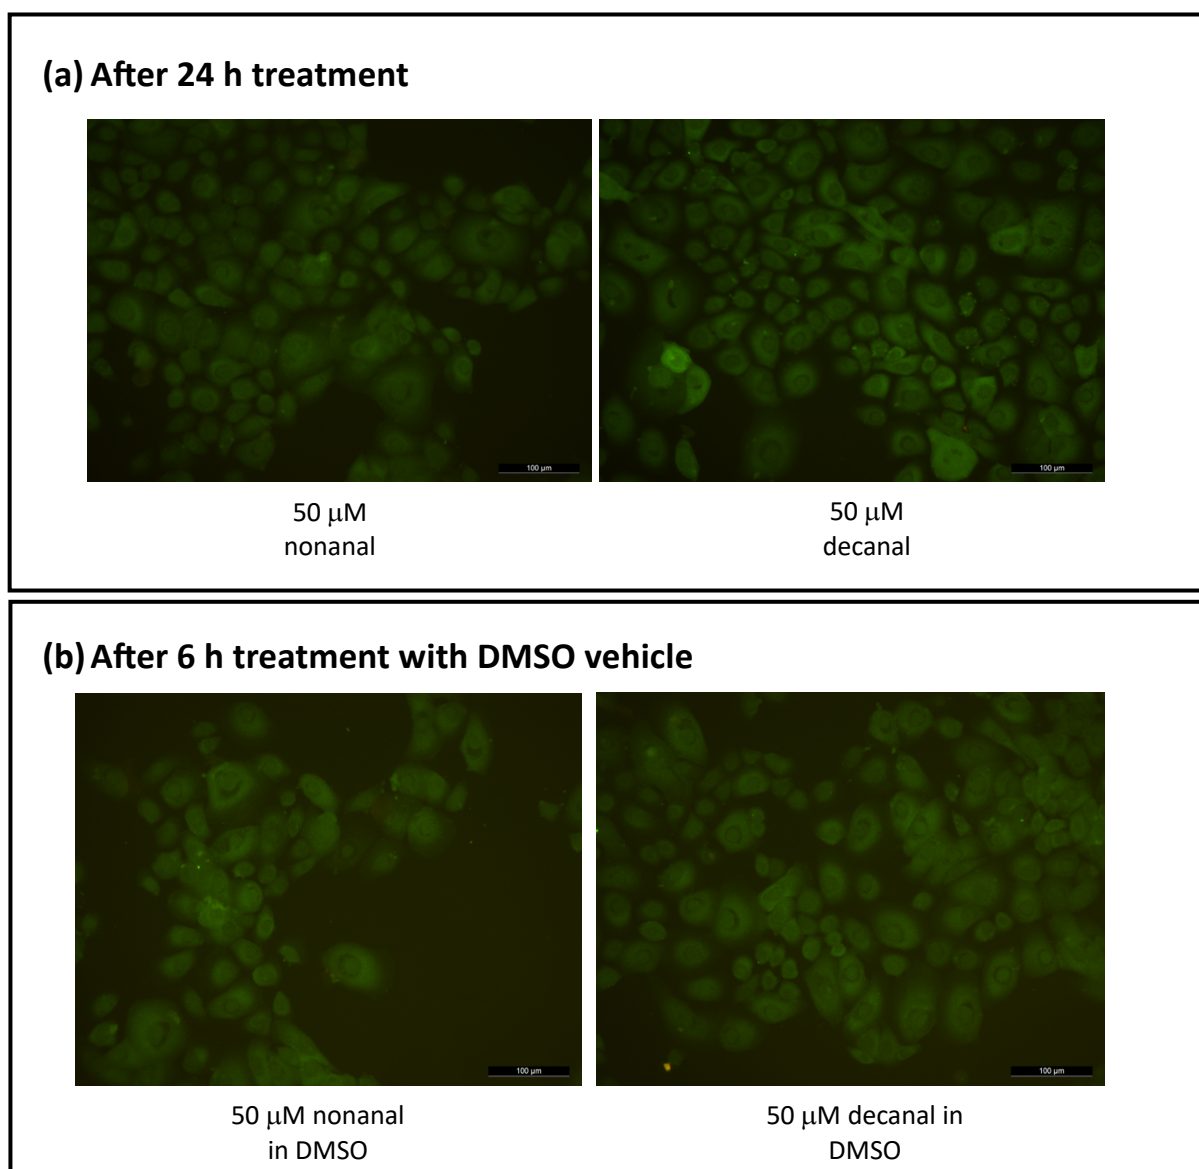 (a) After 24 h treatment
100 μm
100 μm
50 μM
nonanal
50 μM
decanal
(b) After 6 h treatment with DMSO vehicle
100 μm
100 μm
50 μM nonanal
in DMSO
50 μM decanal in
DMSO